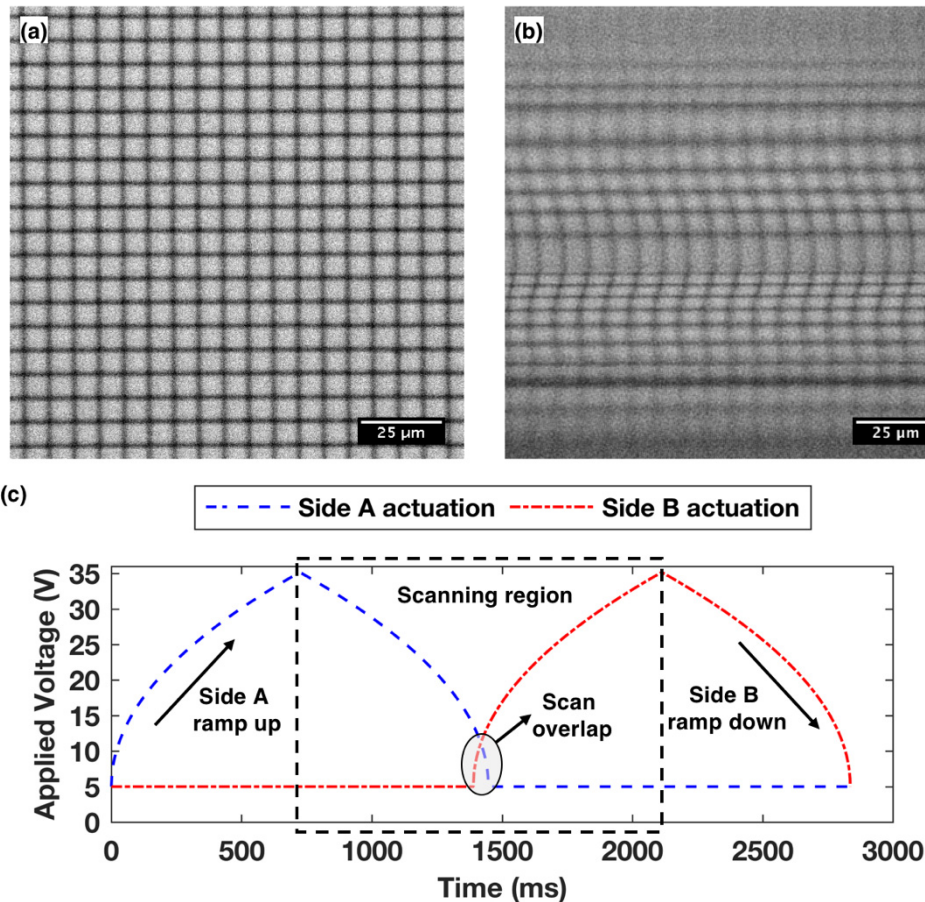 (a)
(b)
25 μm
25 μm
(c)
Side A actuation
Side B actuation
Applied Voltage (V)
35
30
25
20
15
10
5
0
Scanning region
Side A
ramp up
Scan
overlap
Side B
ramp down
0
500
1000
1500
2000
2500
3000
Time (ms)